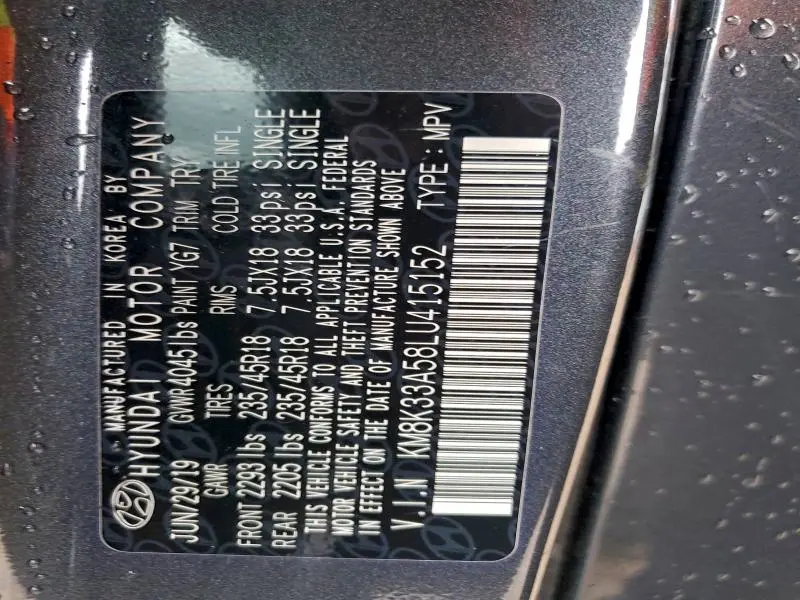 MANUFACTURED IN KOREA BY
HYUNDAI MOTOR COMPANY
JUN/29/19 GVWR 4045lbs PAINT YG7 TRIM TRY
GAWR TIRES RIMS COLD TIRE INFL
FRONT 2293 lbs 235/45R18 7.5JX18 33psi SINGLE
REAR 2205 lbs 235/45R18 7.5JX18 33psi SINGLE
THIS VEHICLE CONFORMS TO ALL APPLICABLE U.S.A. FEDERAL
MOTOR VEHICLE SAFETY AND THEFT PREVENTION STANDARDS
IN EFFECT ON THE DATE OF MANUFACTURE SHOWN ABOVE
V.I.N KM8K33A58LU415152 TYPE : MPV